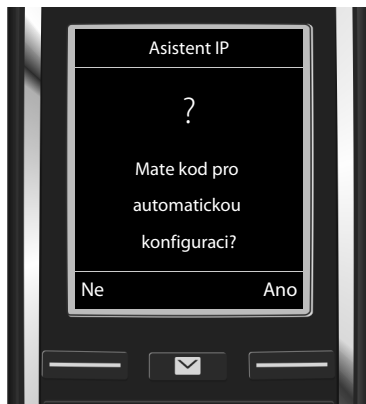 Asistent IP
?
Mate kod pro
automatickou
konfiguraci?
Ne Ano